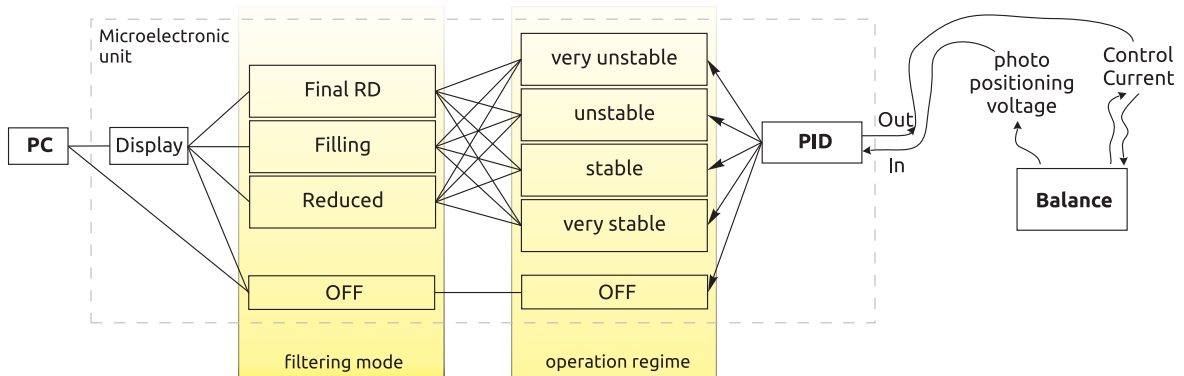 Microelectronic
unit
PC
Display
Final RD
Filling
Reduced
OFF
filtering mode
very unstable
unstable
stable
very stable
OFF
operation regime
PID
Out
In
photo
positioning
voltage
Control
Current
Balance